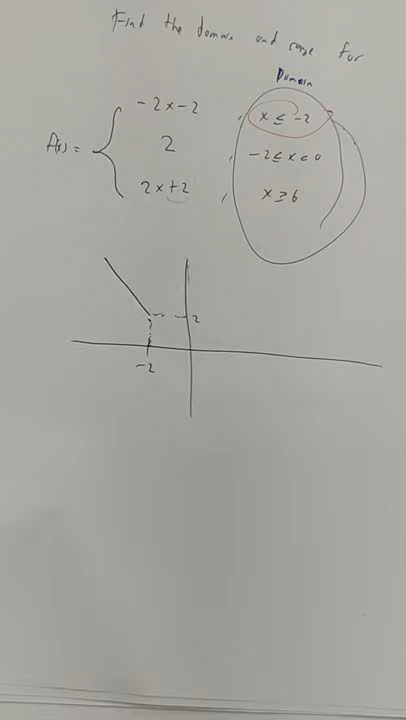 Find the domain and range for
Domain
f(x) =
-2x-2 , x ≤ -2
2 , -2 ≤ x < 0
2x+2 , x ≥ 6
2
-2